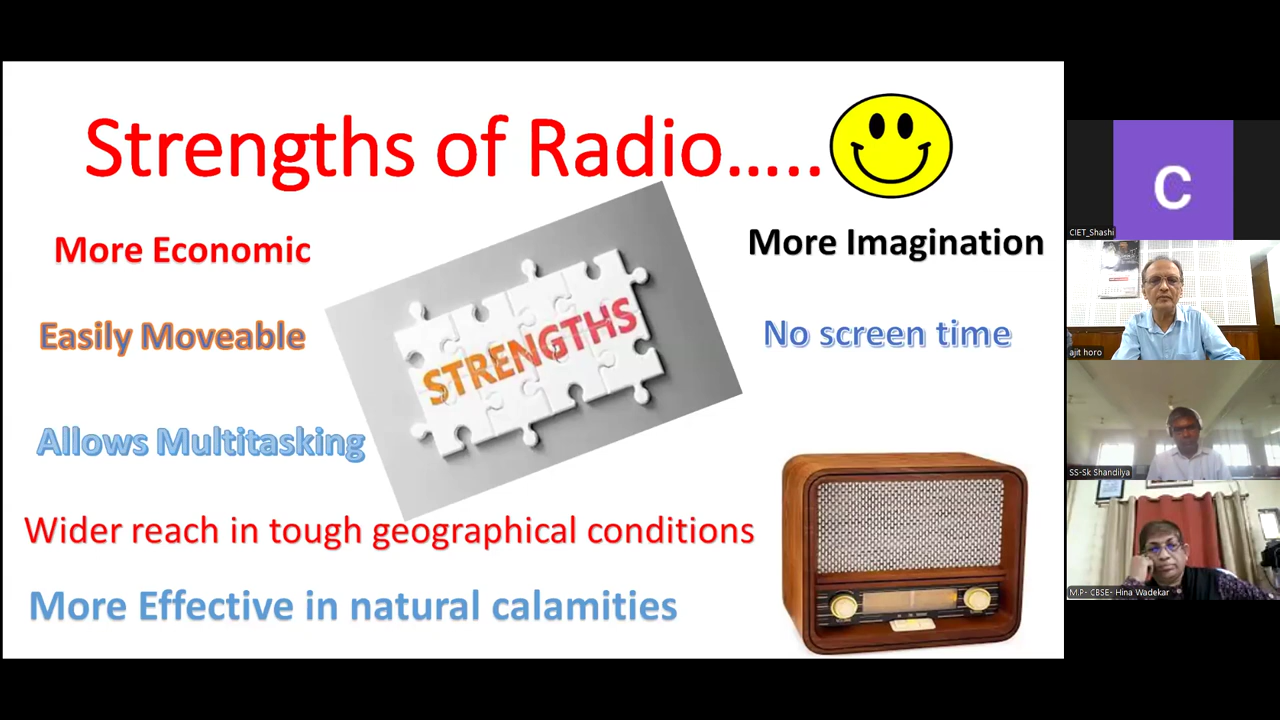 Strengths of Radio…..
More Economic
More Imagination
Easily Moveable
No screen time
STRENGTHS
Allows Multitasking
Wider reach in tough geographical conditions
More Effective in natural calamities
C
CIET_Shashi
ajit horo
SS-Sk Shandilya
M.P- CBSE- Hina Wadekar